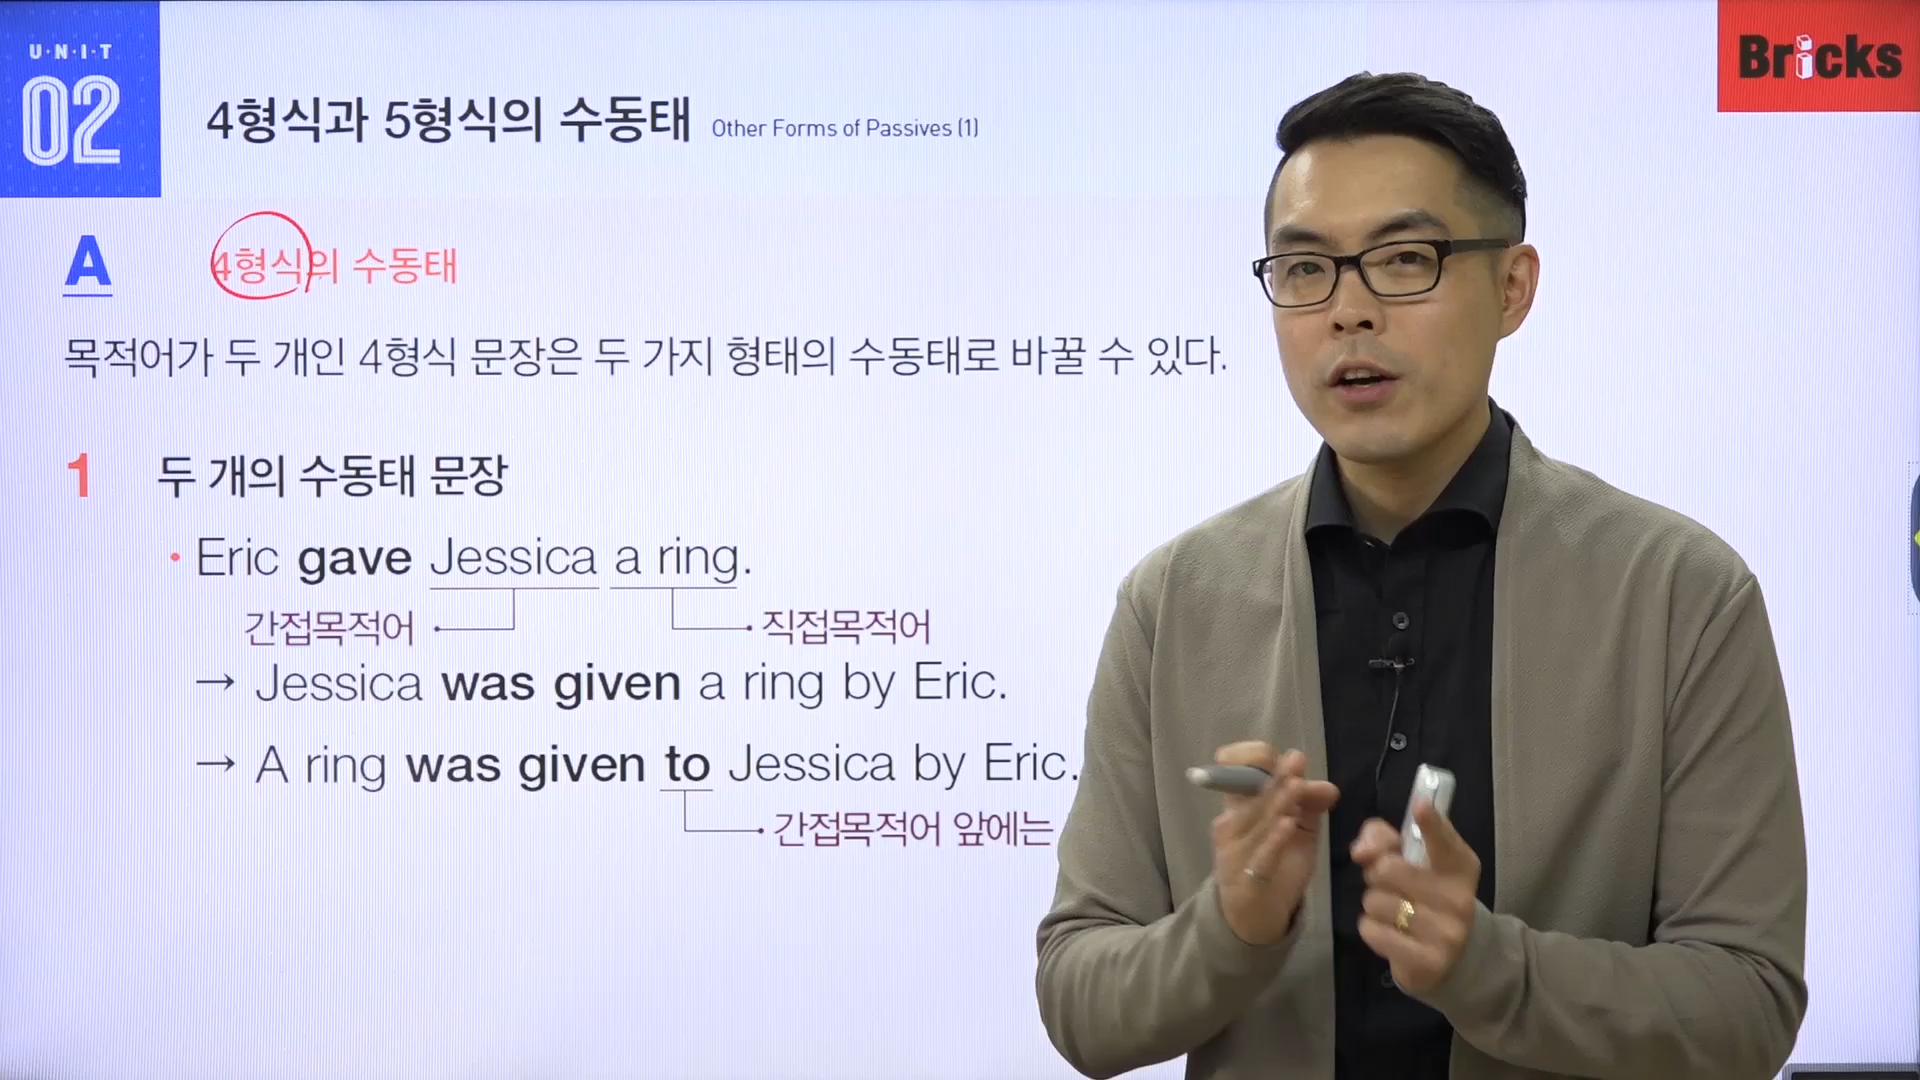 U·N·I·T
02
Bricks
4형식과 5형식의 수동태 Other Forms of Passives (1)
A 4형식의 수동태
목적어가 두 개인 4형식 문장은 두 가지 형태의 수동태로 바꿀 수 있다.
1 두 개의 수동태 문장
• Eric gave Jessica a ring.
간접목적어 직접목적어
→ Jessica was given a ring by Eric.
→ A ring was given to Jessica by Eric.
간접목적어 앞에는